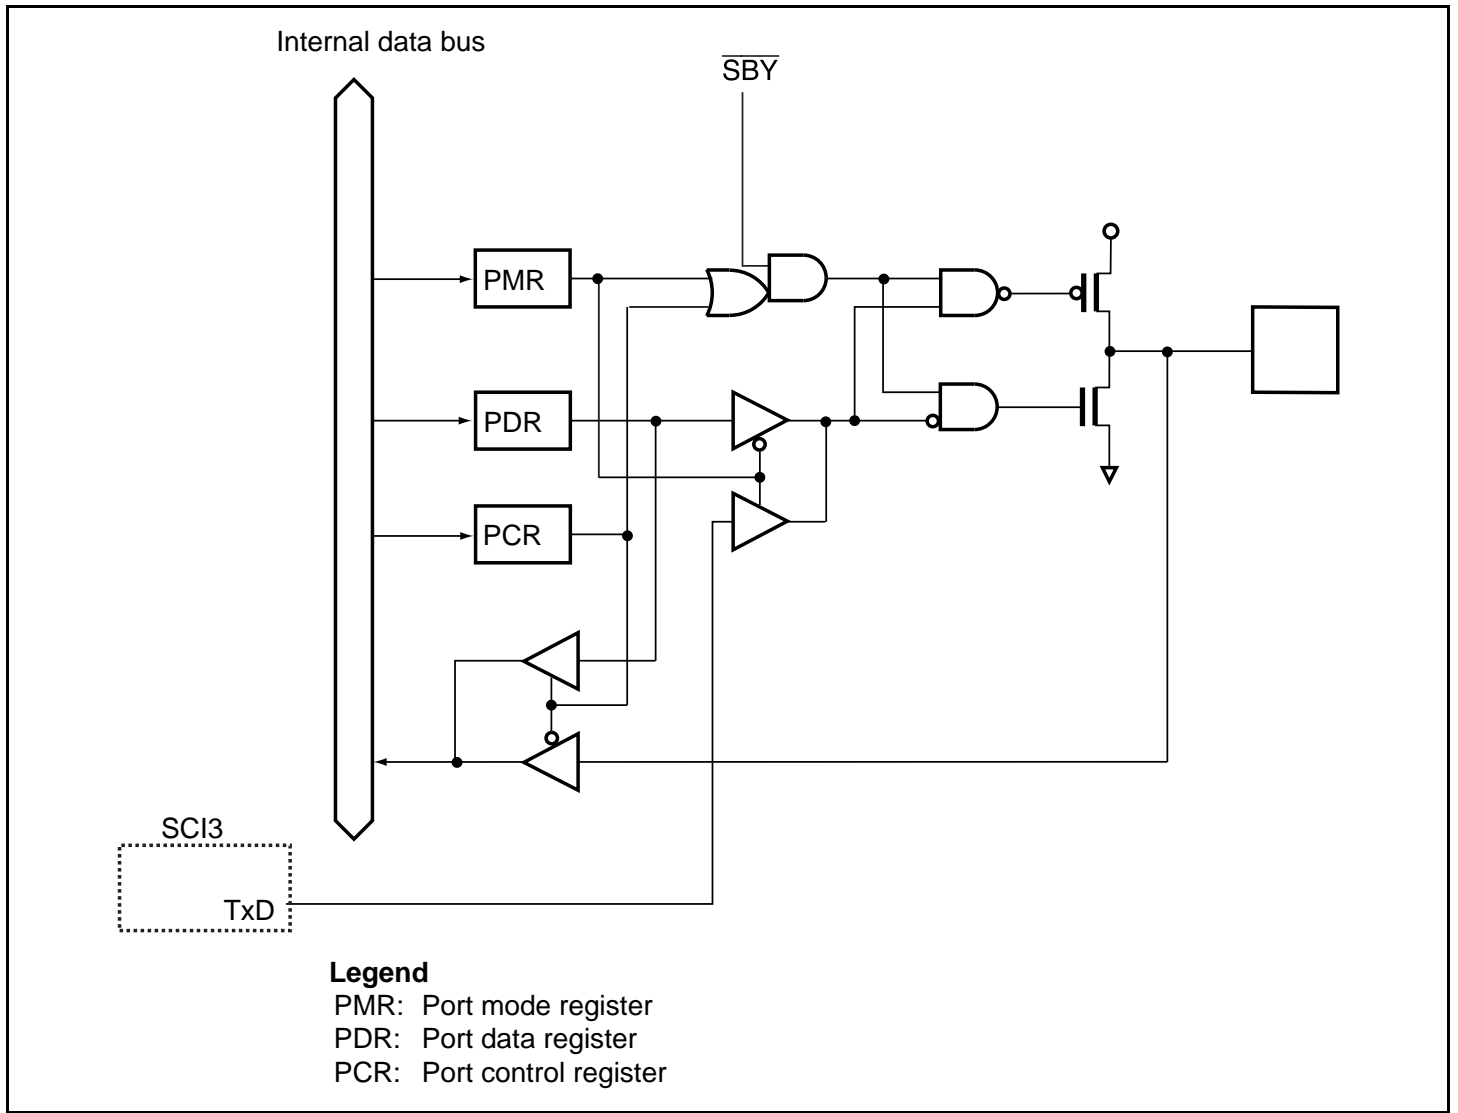 Internal data bus
SBY
PMR
PDR
PCR
SCI3
TxD
Legend
PMR: Port mode register
PDR: Port data register
PCR: Port control register